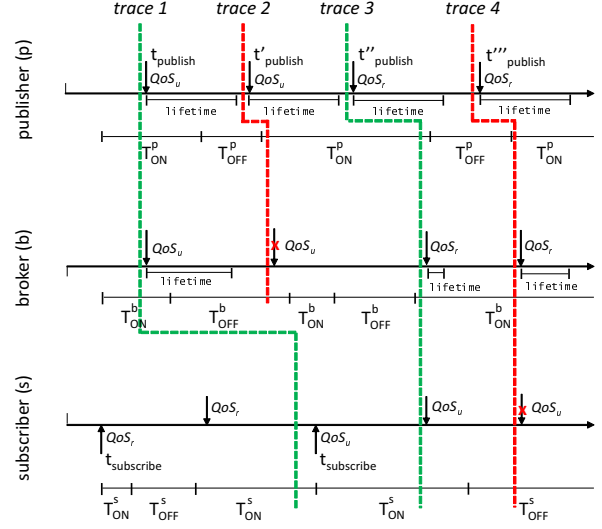 trace 1 trace 2 trace 3 trace 4
publisher (p)
t_publish t'_publish t''_publish t'''_publish
QoS_u QoS_u QoS_r QoS_r
lifetime lifetime lifetime lifetime
T^p_ON T^p_OFF T^p_ON T^p_OFF T^p_ON
broker (b)
QoS_u x QoS_u QoS_r QoS_r
lifetime lifetime lifetime
T^b_ON T^b_OFF T^b_ON T^b_OFF T^b_ON
subscriber (s)
QoS_r QoS_u x QoS_u
QoS_r QoS_u
t_subscribe t_subscribe
T^s_ON T^s_OFF T^s_ON T^s_ON T^s_OFF